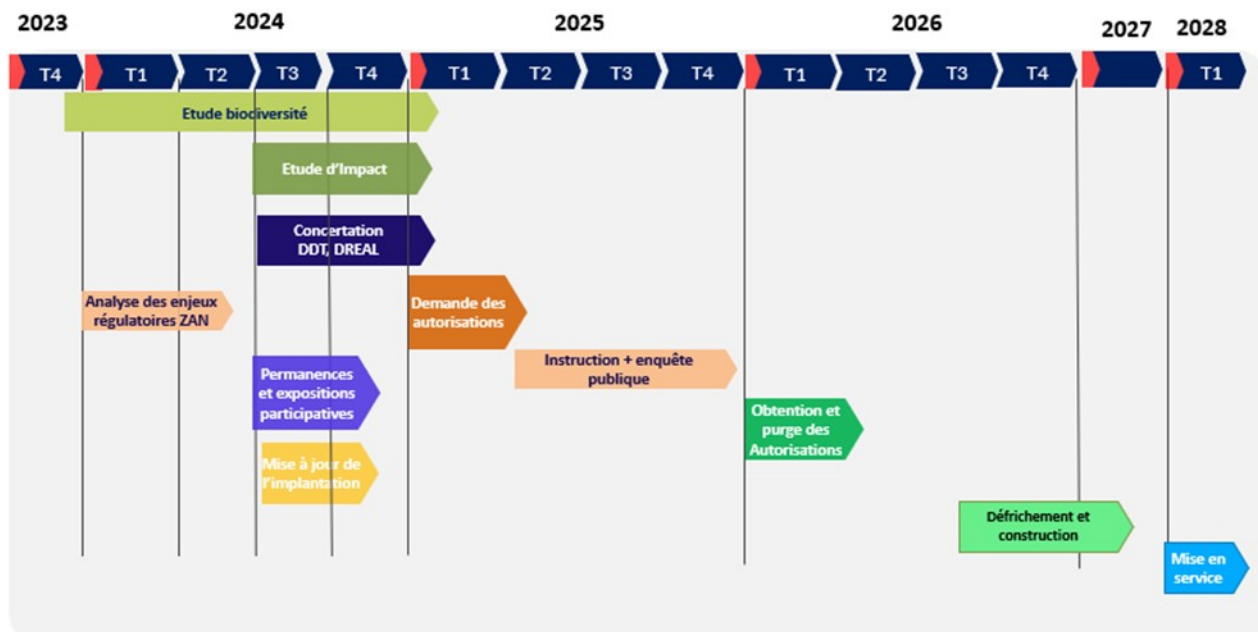 2023 2024 2025 2026 2027 2028
T4 T1 T2 T3 T4 T1 T2 T3 T4 T1 T2 T3 T4 T1
Etude biodiversité
Etude d'Impact
Concertation
DDT, DREAL
Analyse des enjeux
régulatoires ZAN
Demande des
autorisations
Instruction + enquête
publique
Permanences
et expositions
participatives
Obtention et
purge des
Autorisations
Mise à jour de
l'implantation
Défrichement et
construction
Mise en
service